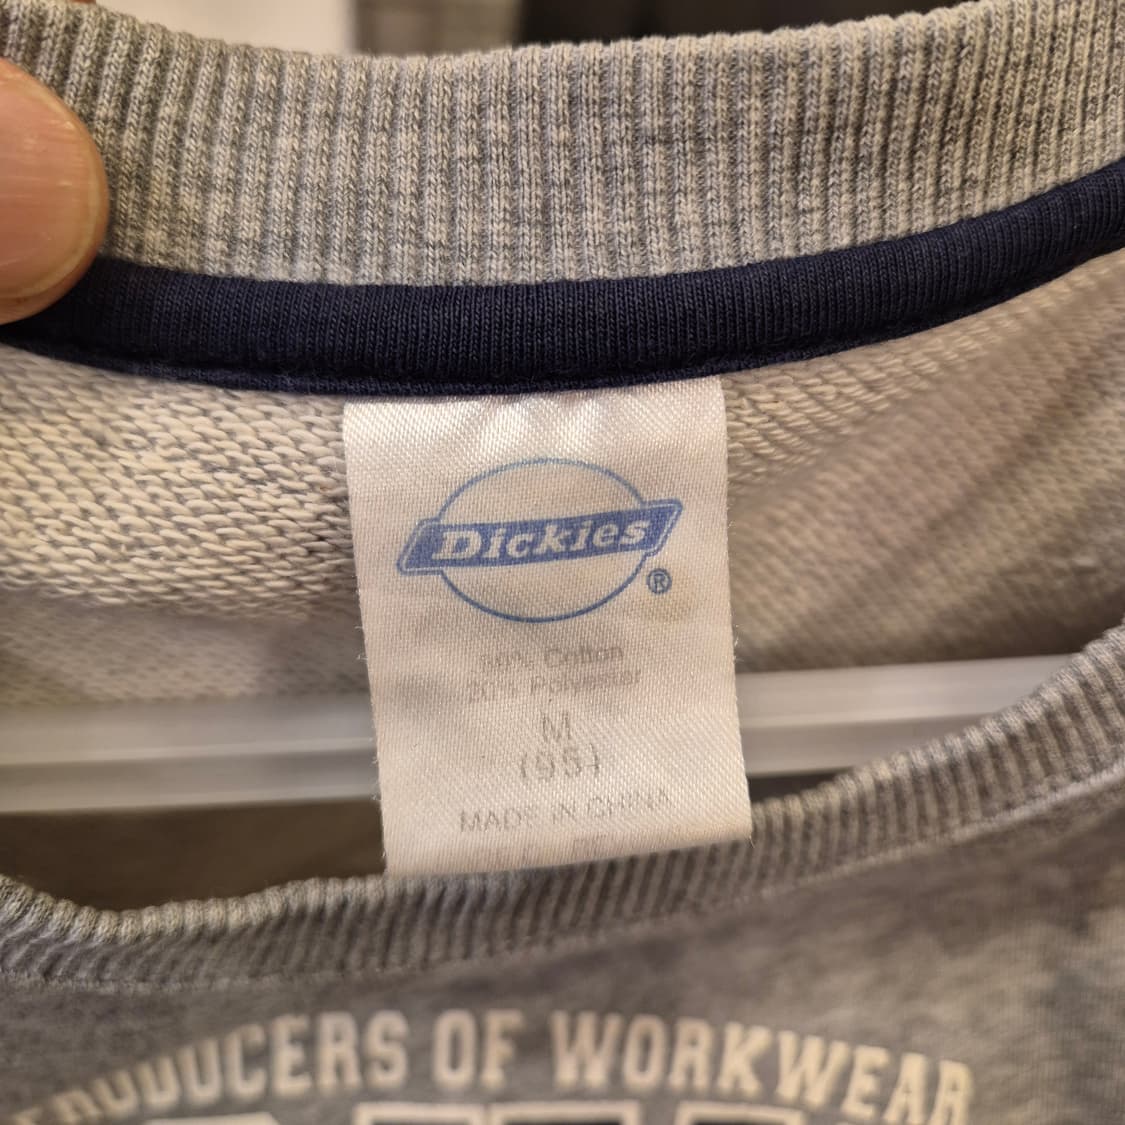 Dickies
®
80% Cotton
20% Polyester
M
(95)
MADE IN CHINA
PRODUCERS OF WORKWEAR